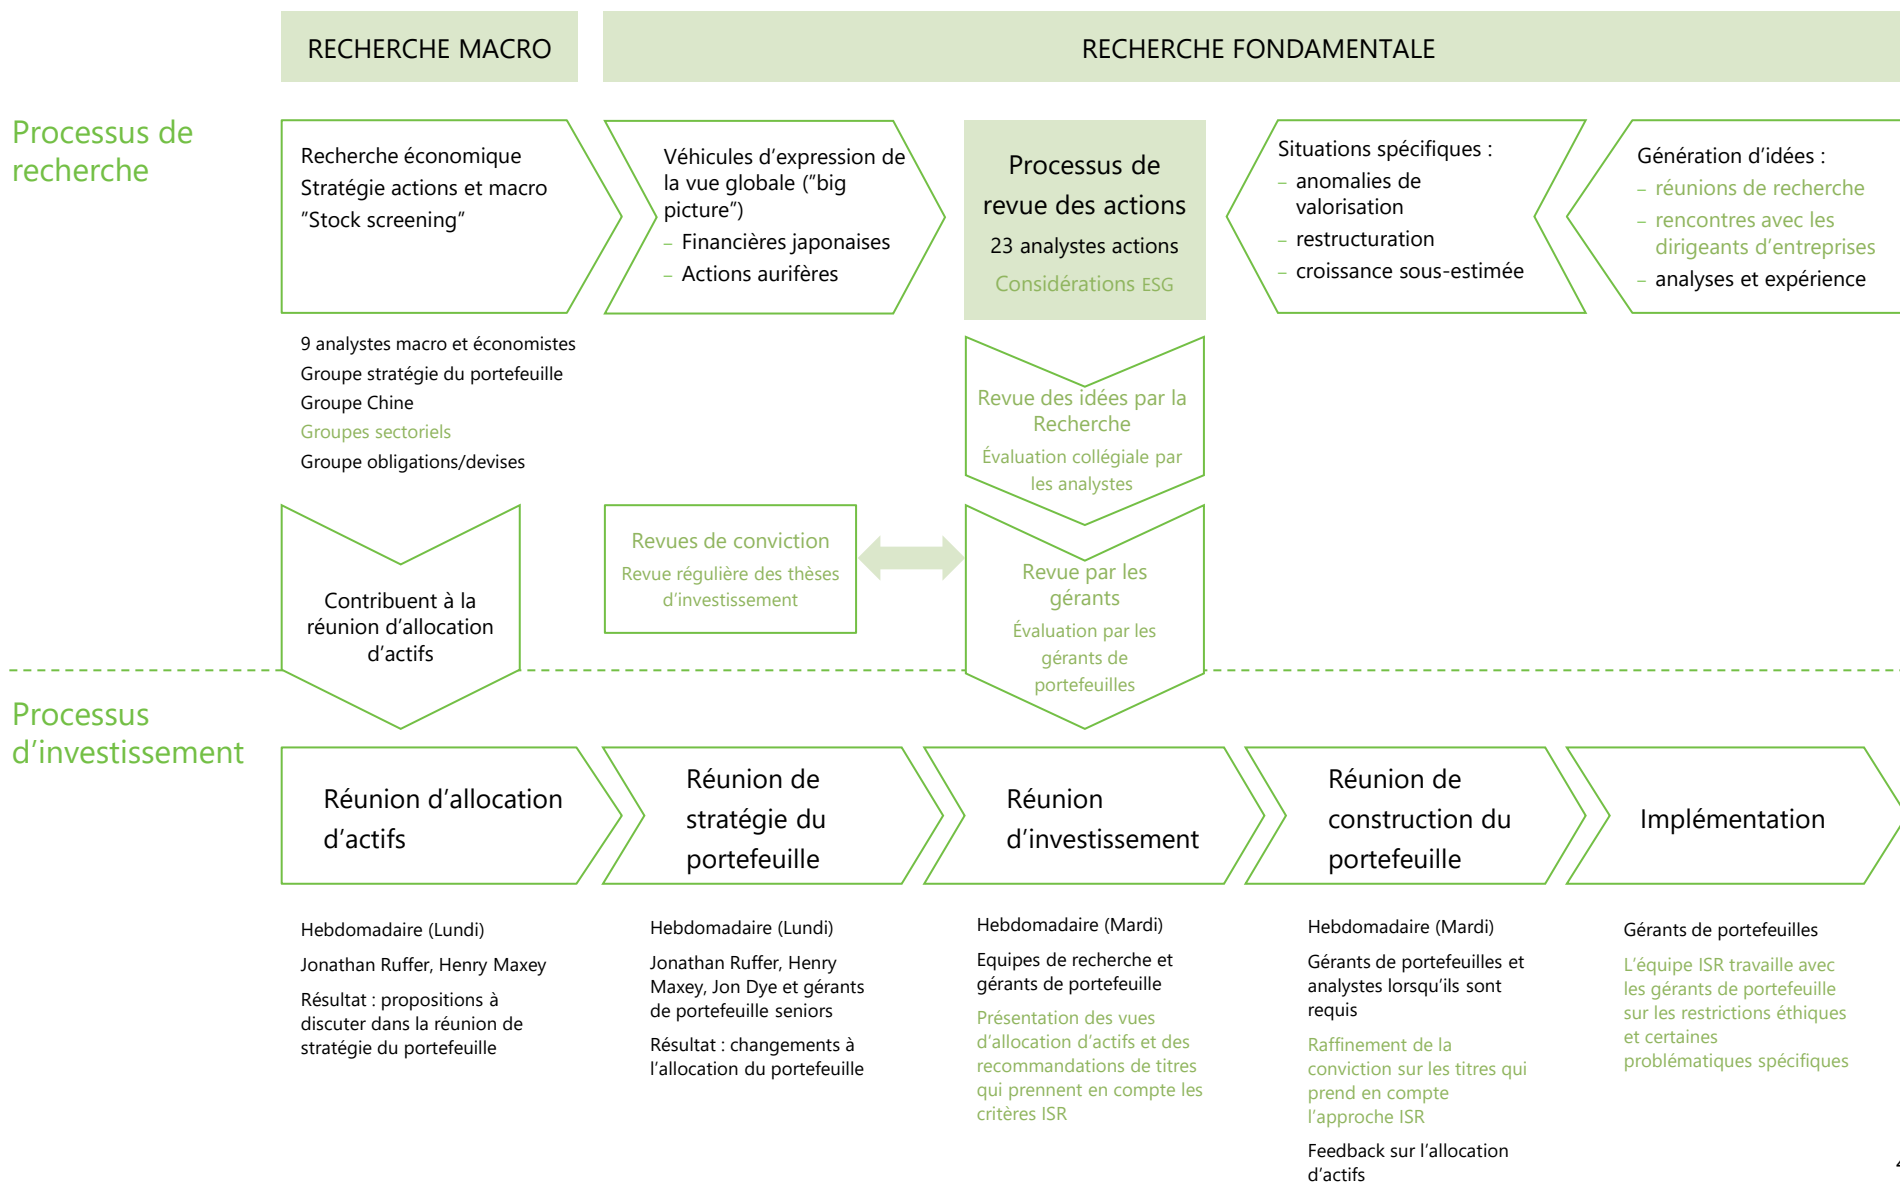 RECHERCHE MACRO
RECHERCHE FONDAMENTALE
Processus de
recherche
Recherche économique
Stratégie actions et macro
"Stock screening"
Véhicules d'expression de
la vue globale ("big
picture")
– Financières japonaises
– Actions aurifères
Processus de
revue des actions
23 analystes actions
Considérations ESG
Situations spécifiques :
– anomalies de
valorisation
– restructuration
– croissance sous-estimée
Génération d'idées :
– réunions de recherche
– rencontres avec les
dirigeants d'entreprises
– analyses et expérience
9 analystes macro et économistes
Groupe stratégie du portefeuille
Groupe Chine
Groupes sectoriels
Groupe obligations/devises
Revue des idées par la
Recherche
Évaluation collégiale par
les analystes
Contribuent à la
réunion d'allocation
d'actifs
Revues de conviction
Revue régulière des thèses
d'investissement
Revue par les
gérants
Évaluation par les
gérants de
portefeuilles
Processus
d'investissement
Réunion d'allocation
d'actifs
Réunion de
stratégie du
portefeuille
Réunion
d'investissement
Réunion de
construction du
portefeuille
Implémentation
Hebdomadaire (Lundi)
Jonathan Ruffer, Henry Maxey
Résultat : propositions à
discuter dans la réunion de
stratégie du portefeuille
Hebdomadaire (Lundi)
Jonathan Ruffer, Henry
Maxey, Jon Dye et gérants
de portefeuille seniors
Résultat : changements à
l'allocation du portefeuille
Hebdomadaire (Mardi)
Equipes de recherche et
gérants de portefeuille
Présentation des vues
d'allocation d'actifs et des
recommandations de titres
qui prennent en compte les
critères ISR
Hebdomadaire (Mardi)
Gérants de portefeuilles et
analystes lorsqu'ils sont
requis
Raffinement de la
conviction sur les titres qui
prend en compte
l'approche ISR
Feedback sur l'allocation
d'actifs
Gérants de portefeuilles
L'équipe ISR travaille avec
les gérants de portefeuille
sur les restrictions éthiques
et certaines
problématiques spécifiques